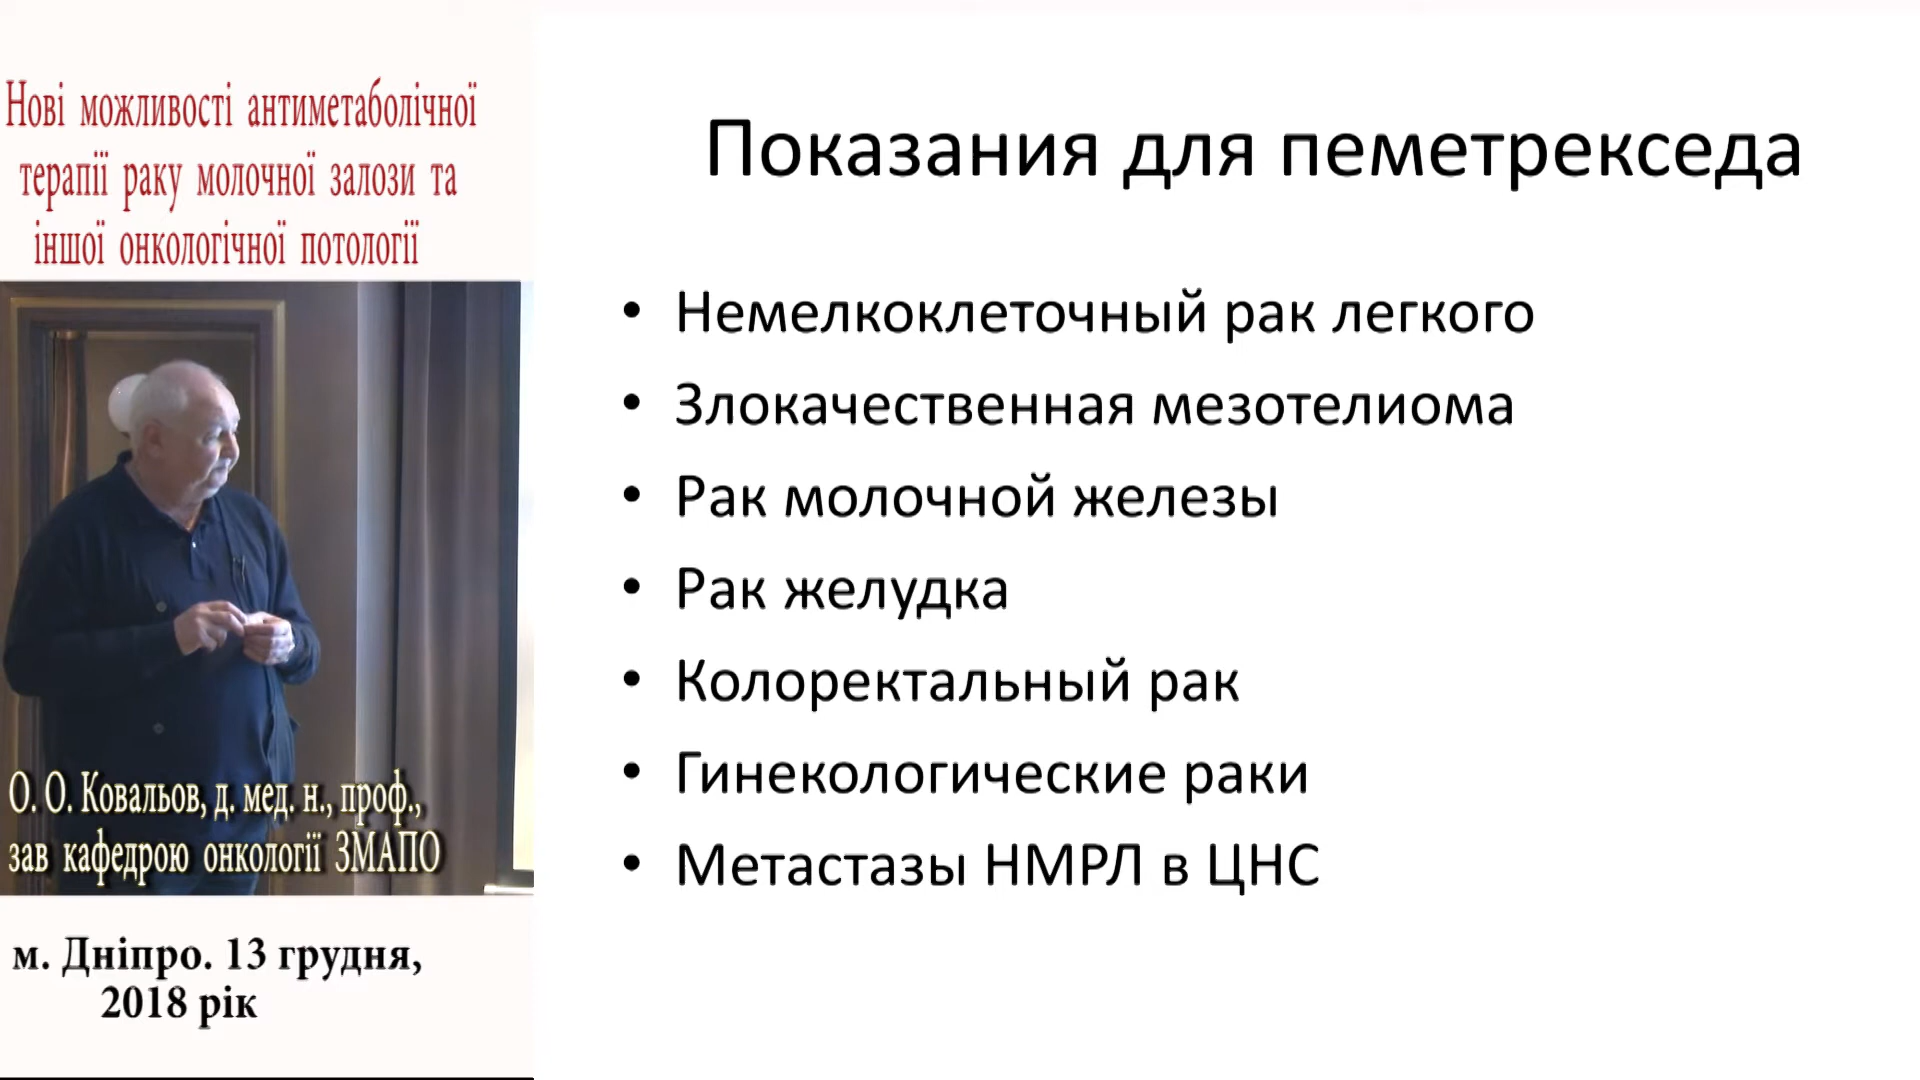 Нові можливості антиметаболічної
терапії раку молочної залози та
іншої онкологічної потології
О. О. Ковальов, д. мед. н., проф.,
зав кафедрою онкології ЗМАПО
м. Дніпро. 13 грудня,
2018 рік
Показания для пеметрекседа
• Немелкоклеточный рак легкого
• Злокачественная мезотелиома
• Рак молочной железы
• Рак желудка
• Колоректальный рак
• Гинекологические раки
• Метастазы НМРЛ в ЦНС